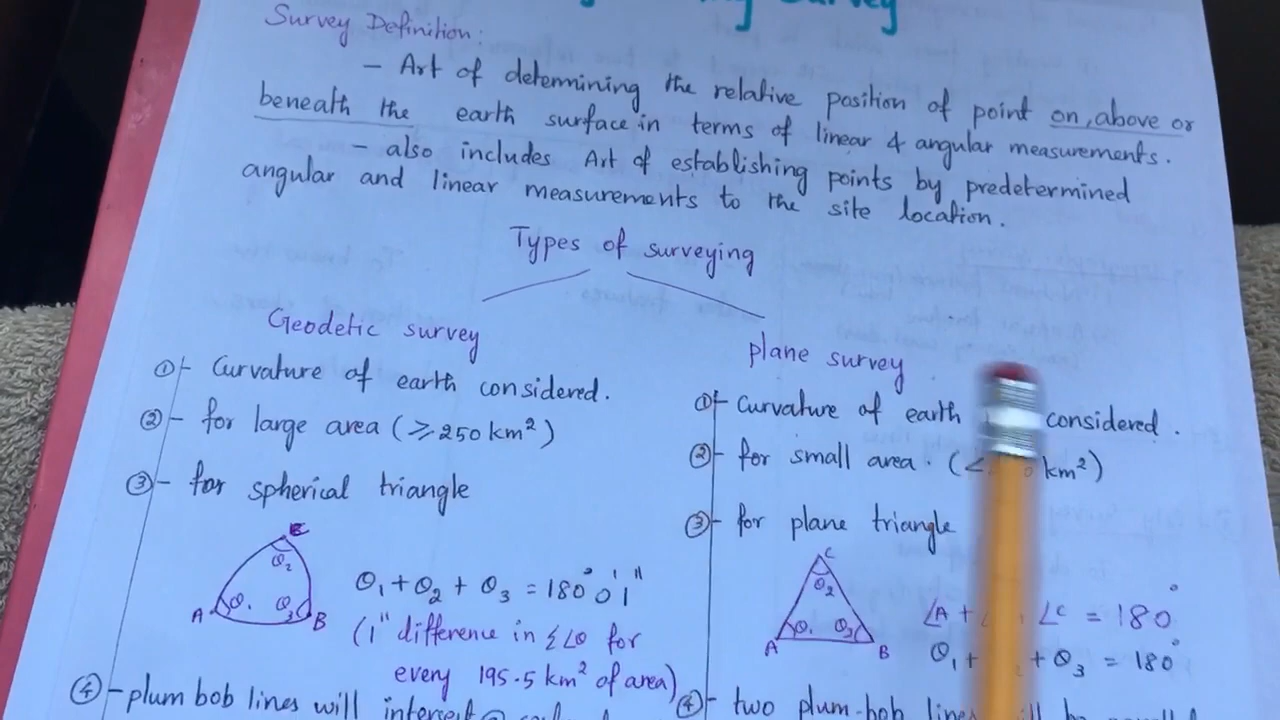 Survey
Survey Definition:
- Art of determining the relative position of point on, above or
beneath the earth surface in terms of linear & angular measurements.
- also includes Art of establishing points by predetermined
angular and linear measurements to the site location.
Types of surveying
Geodetic survey
① - Curvature of earth considered.
② - for large area (≥250 km²)
③ - for spherical triangle
C
θ₂
A θ₁ θ₃ B
θ₁ + θ₂ + θ₃ = 180° 0' 1"
(1" difference in ΣLθ for
every 195.5 km² of area)
④ - plum bob lines will intersect @
plane survey
① - Curvature of earth considered.
② - for small area. (< km²)
③ - for plane triangle
C
θ₂
A θ₁ θ₃ B
∠A + ∠C = 180°
θ₁ + + θ₃ = 180°
④ - two plum-bob lines be